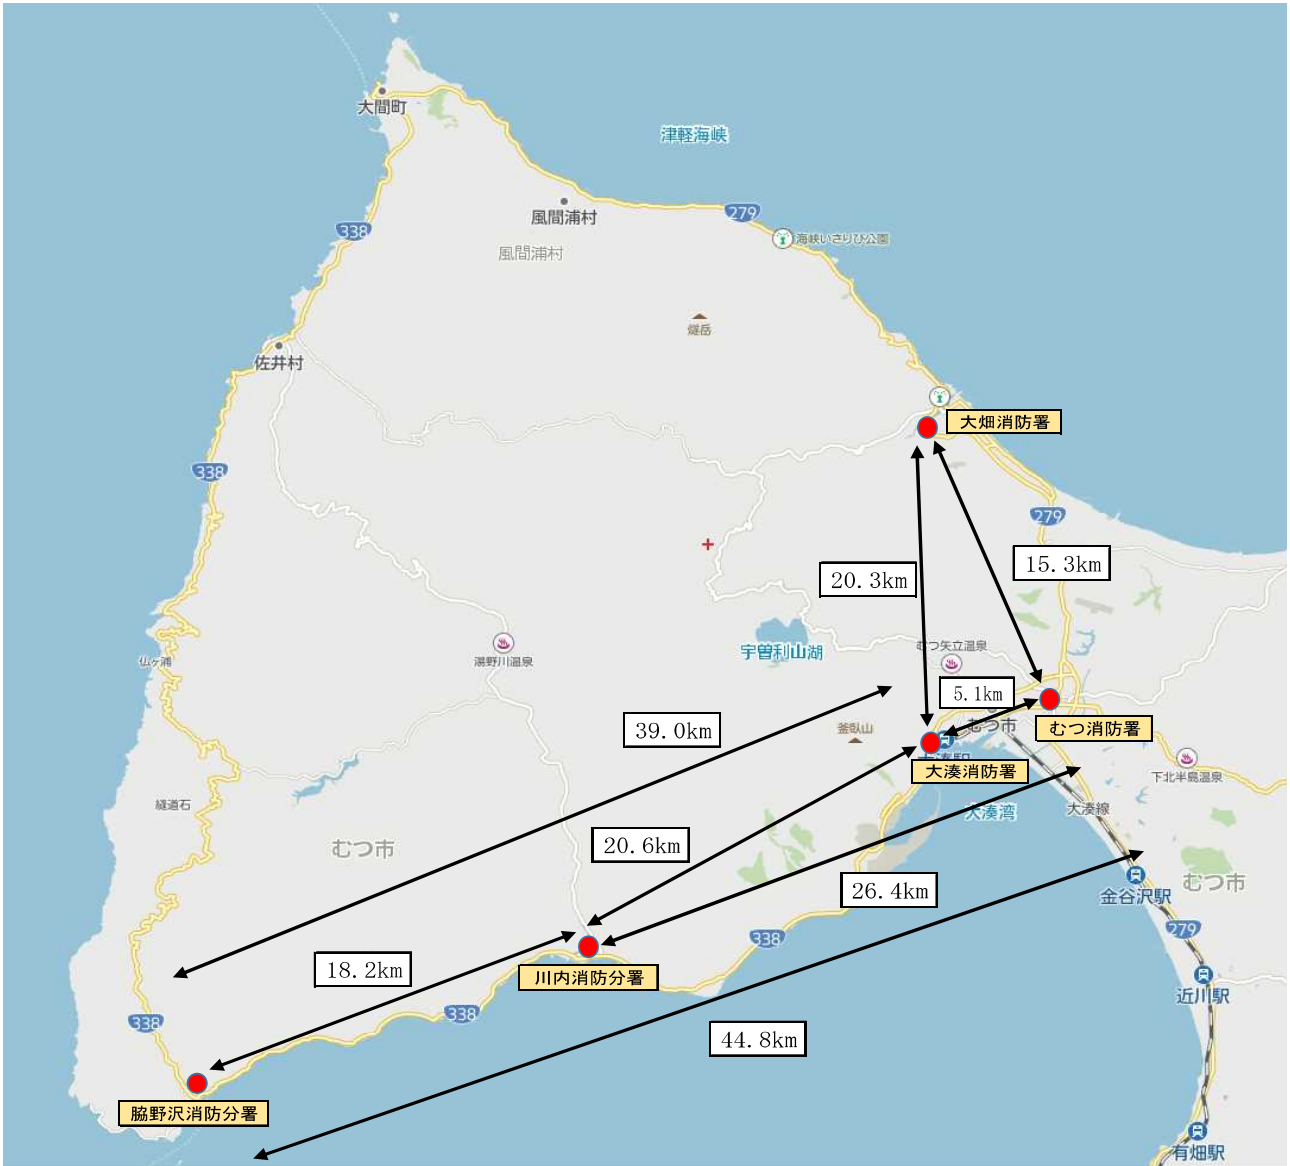 大間町
津軽海峡
279
風間浦村
338
海峡いさりび公園
風間浦村
燧岳
佐井村
大畑消防署
338
279
15.3km
20.3km
むつ矢立温泉
宇曽利山湖
仏ヶ浦
湯野川温泉
5.1km
39.0km
釜臥山
むつ市
むつ消防署
大湊消防署
下北半島温泉
縫道石
大湊湾
大湊線
むつ市
20.6km
26.4km
金谷沢駅
むつ市
279
338
18.2km
川内消防分署
近川駅
338
338
44.8km
脇野沢消防分署
有畑駅